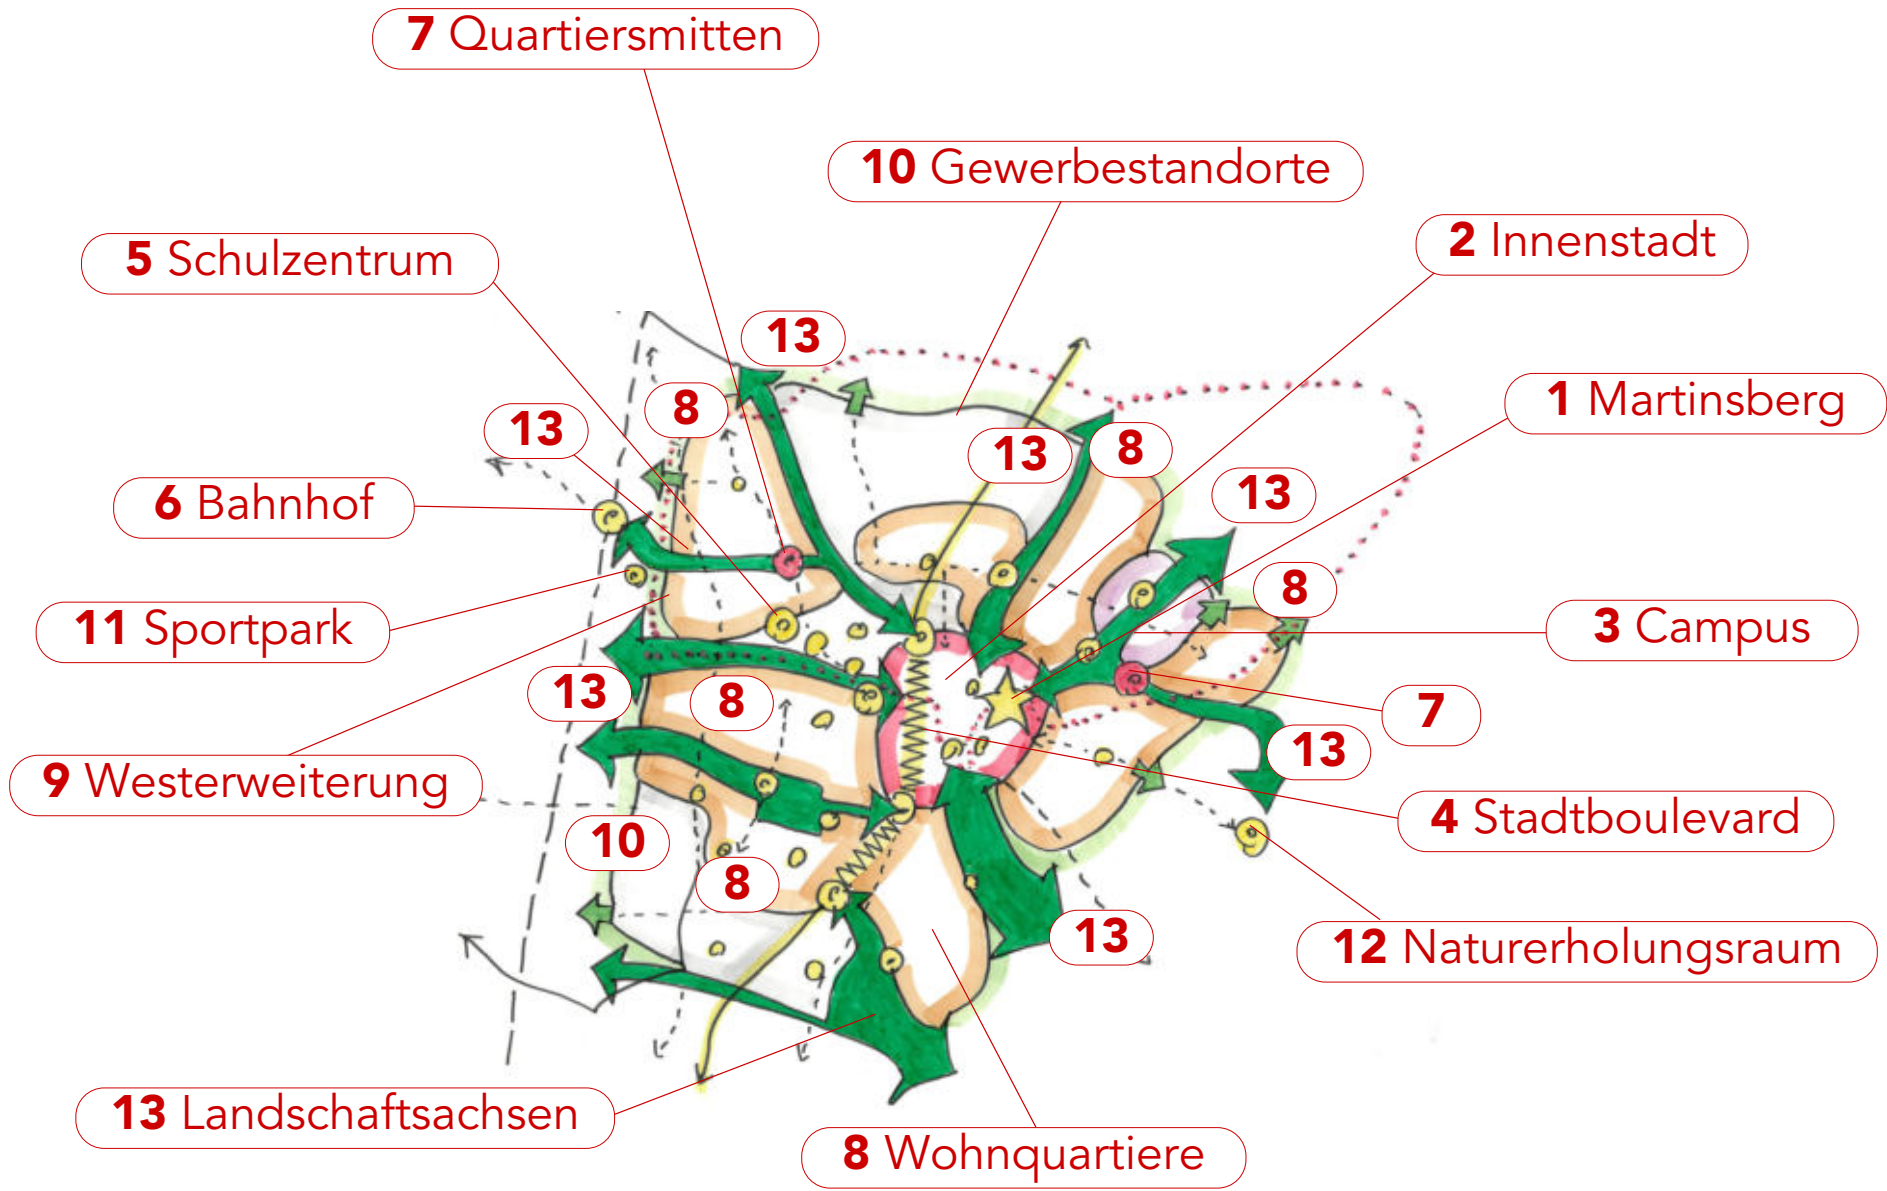 7 Quartiersmitten
10 Gewerbestandorte
2 Innenstadt
5 Schulzentrum
13
1 Martinsberg
8
13
13
8
6 Bahnhof
13
8
11 Sportpark
3 Campus
13
8
7
13
9 Westerweiterung
4 Stadtboulevard
10
8
13
12 Naturerholungsraum
13 Landschaftsachsen
8 Wohnquartiere